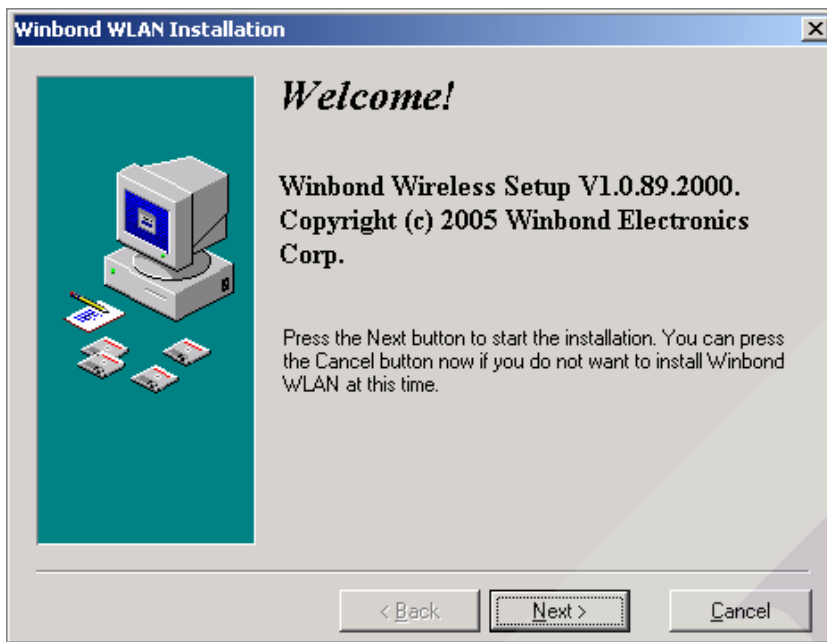 Winbond WLAN Installation
Welcome!
Winbond Wireless Setup V1.0.89.2000.
Copyright (c) 2005 Winbond Electronics
Corp.
Press the Next button to start the installation. You can press
the Cancel button now if you do not want to install Winbond
WLAN at this time.
< Back
Next >
Cancel